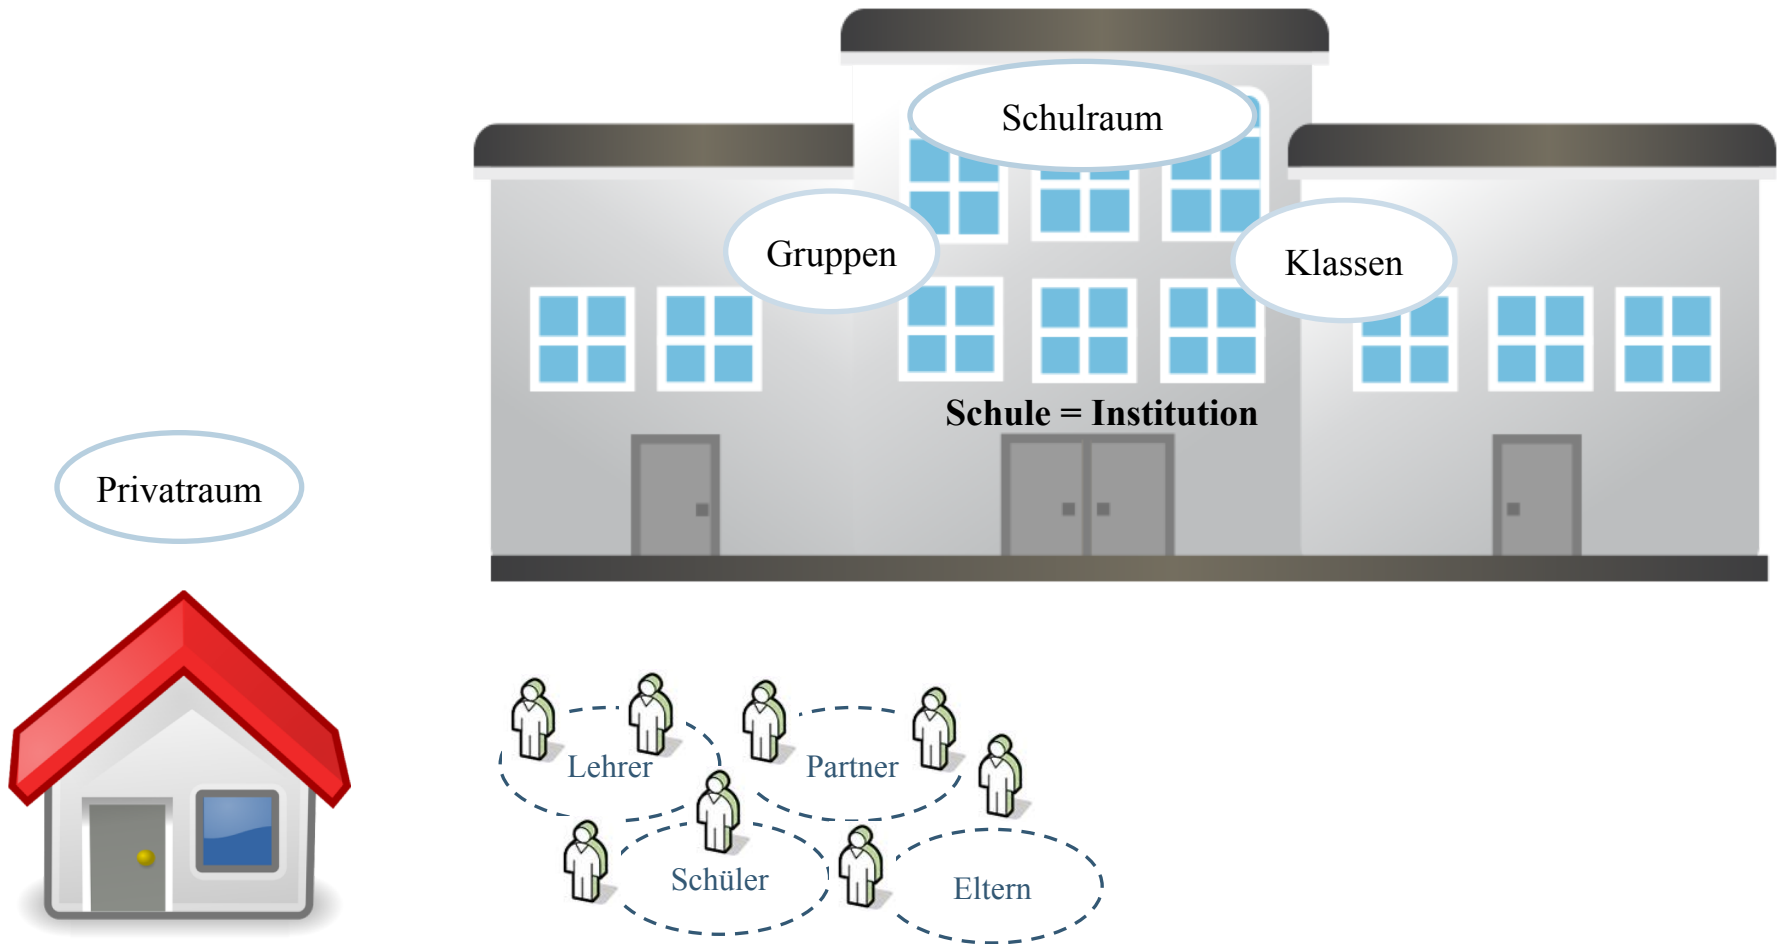 Schulraum
Gruppen
Klassen
Schule = Institution
Privatraum
Lehrer
Partner
Schüler
Eltern